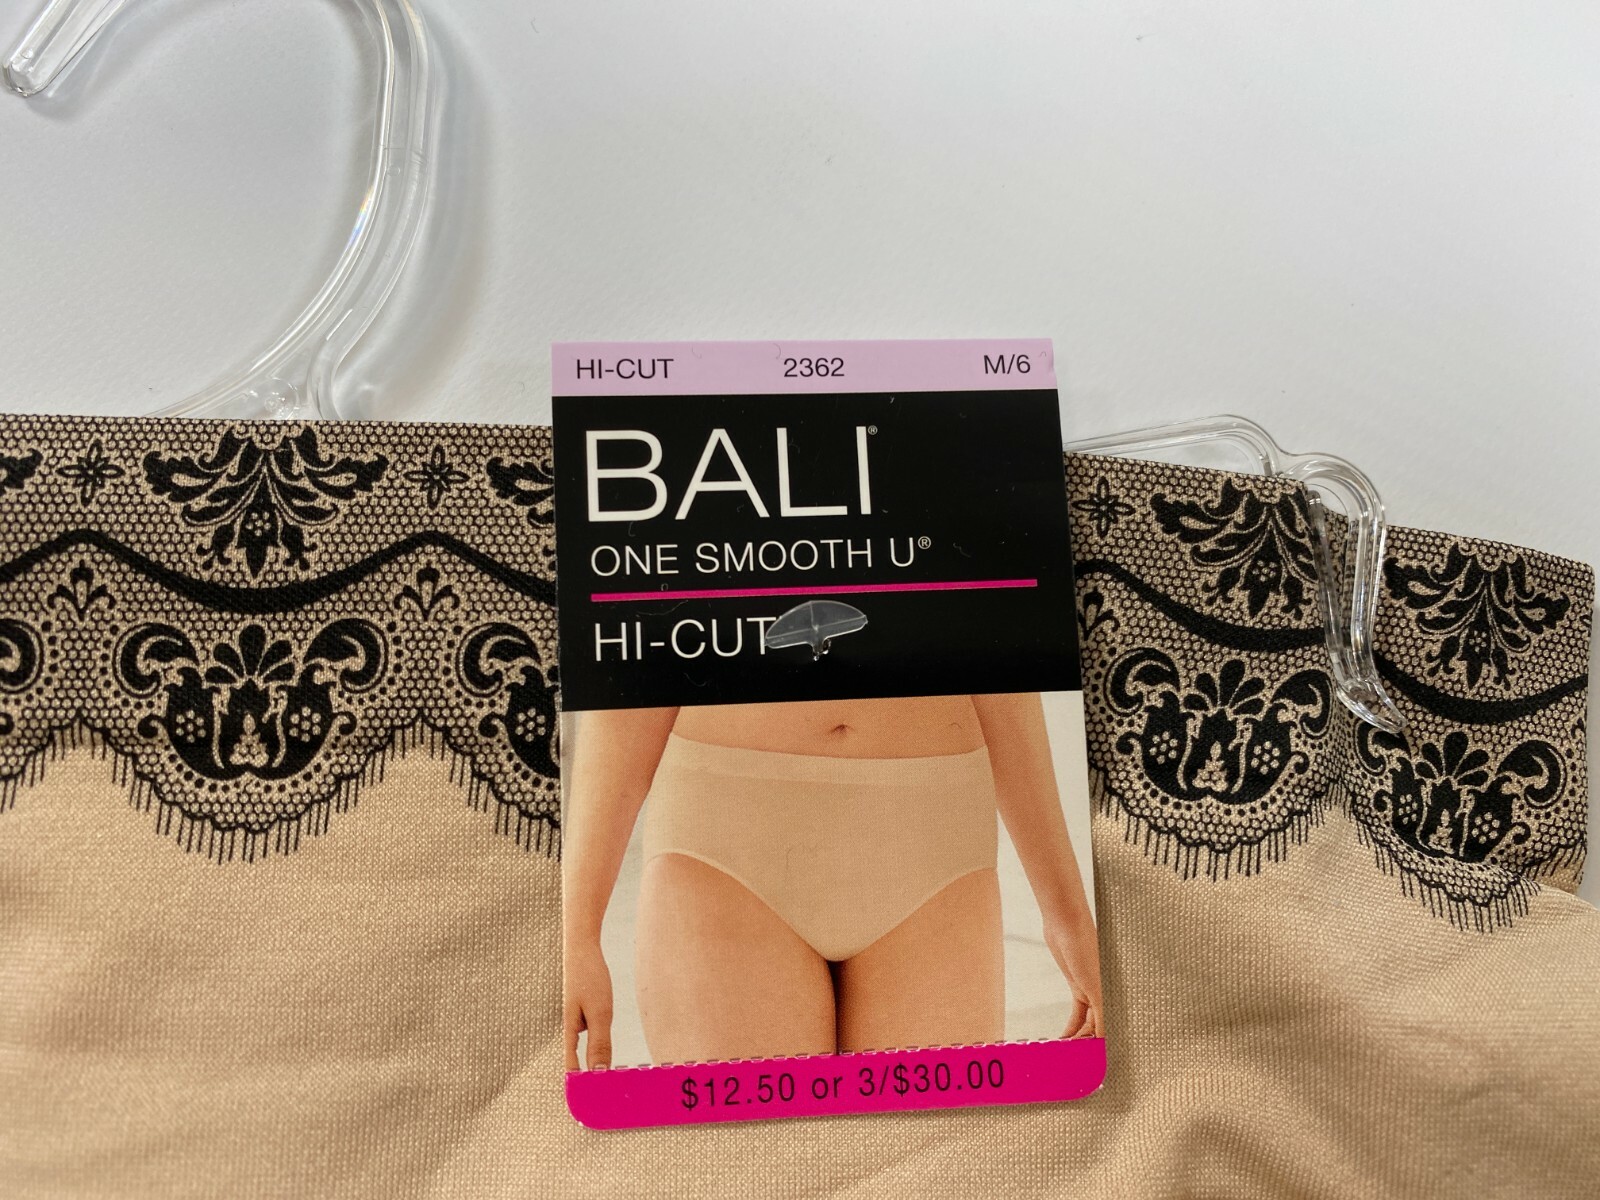 HI-CUT 2362 M/6
BALI®
ONE SMOOTH U®
HI-CUT
$12.50 or 3/$30.00